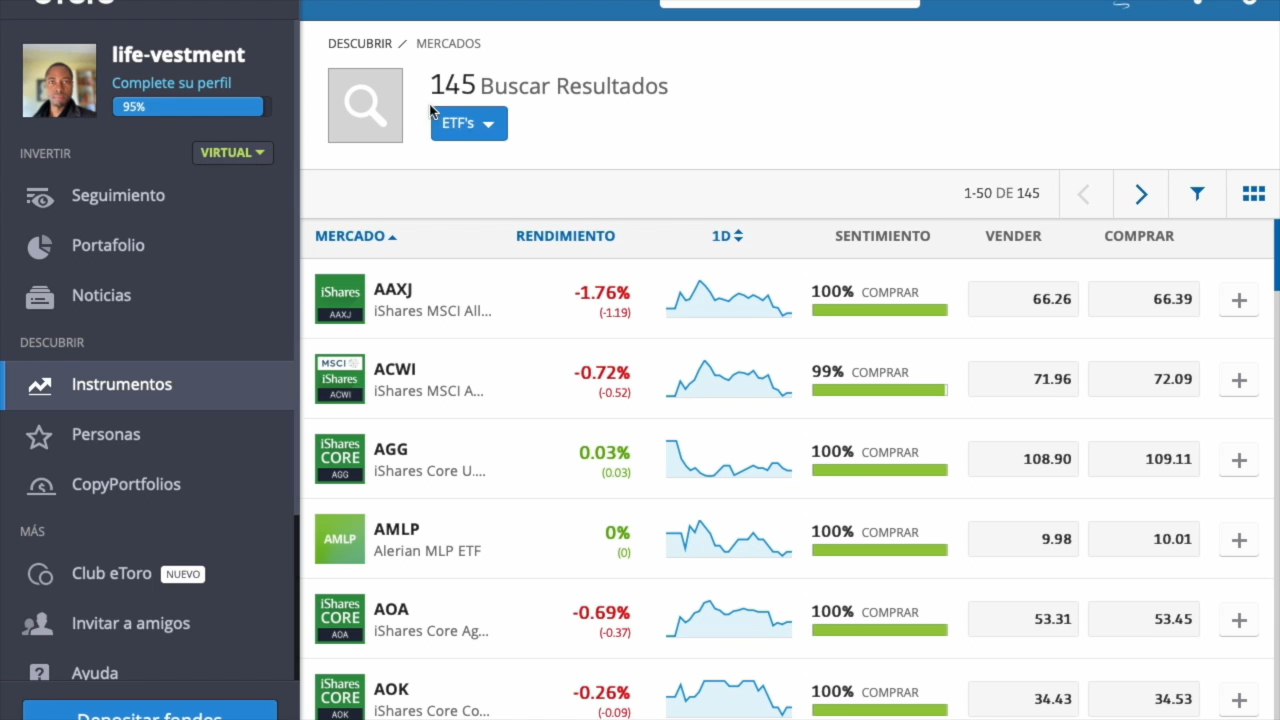 life-vestment
Complete su perfil
95%
INVERTIR
VIRTUAL
Seguimiento
Portafolio
Noticias
DESCUBRIR
Instrumentos
Personas
CopyPortfolios
MÁS
Club eToro NUEVO
Invitar a amigos
Ayuda
Depositar fondos
DESCUBRIR / MERCADOS
145 Buscar Resultados
ETF's
1-50 DE 145
MERCADO RENDIMIENTO 1D SENTIMIENTO VENDER COMPRAR
iShares
AAXJ
AAXJ
iShares MSCI All...
-1.76%
(-1.19)
100% COMPRAR
66.26
66.39
MSCI
iShares
ACWI
ACWI
iShares MSCI A...
-0.72%
(-0.52)
99% COMPRAR
71.96
72.09
iShares
CORE
AGG
AGG
iShares Core U....
0.03%
(0.03)
100% COMPRAR
108.90
109.11
AMLP
AMLP
Alerian MLP ETF
0%
(0)
100% COMPRAR
9.98
10.01
iShares
CORE
AOA
AOA
iShares Core Ag...
-0.69%
(-0.37)
100% COMPRAR
53.31
53.45
iShares
CORE
AOK
AOK
iShares Core Co...
-0.26%
(-0.09)
100% COMPRAR
34.43
34.53